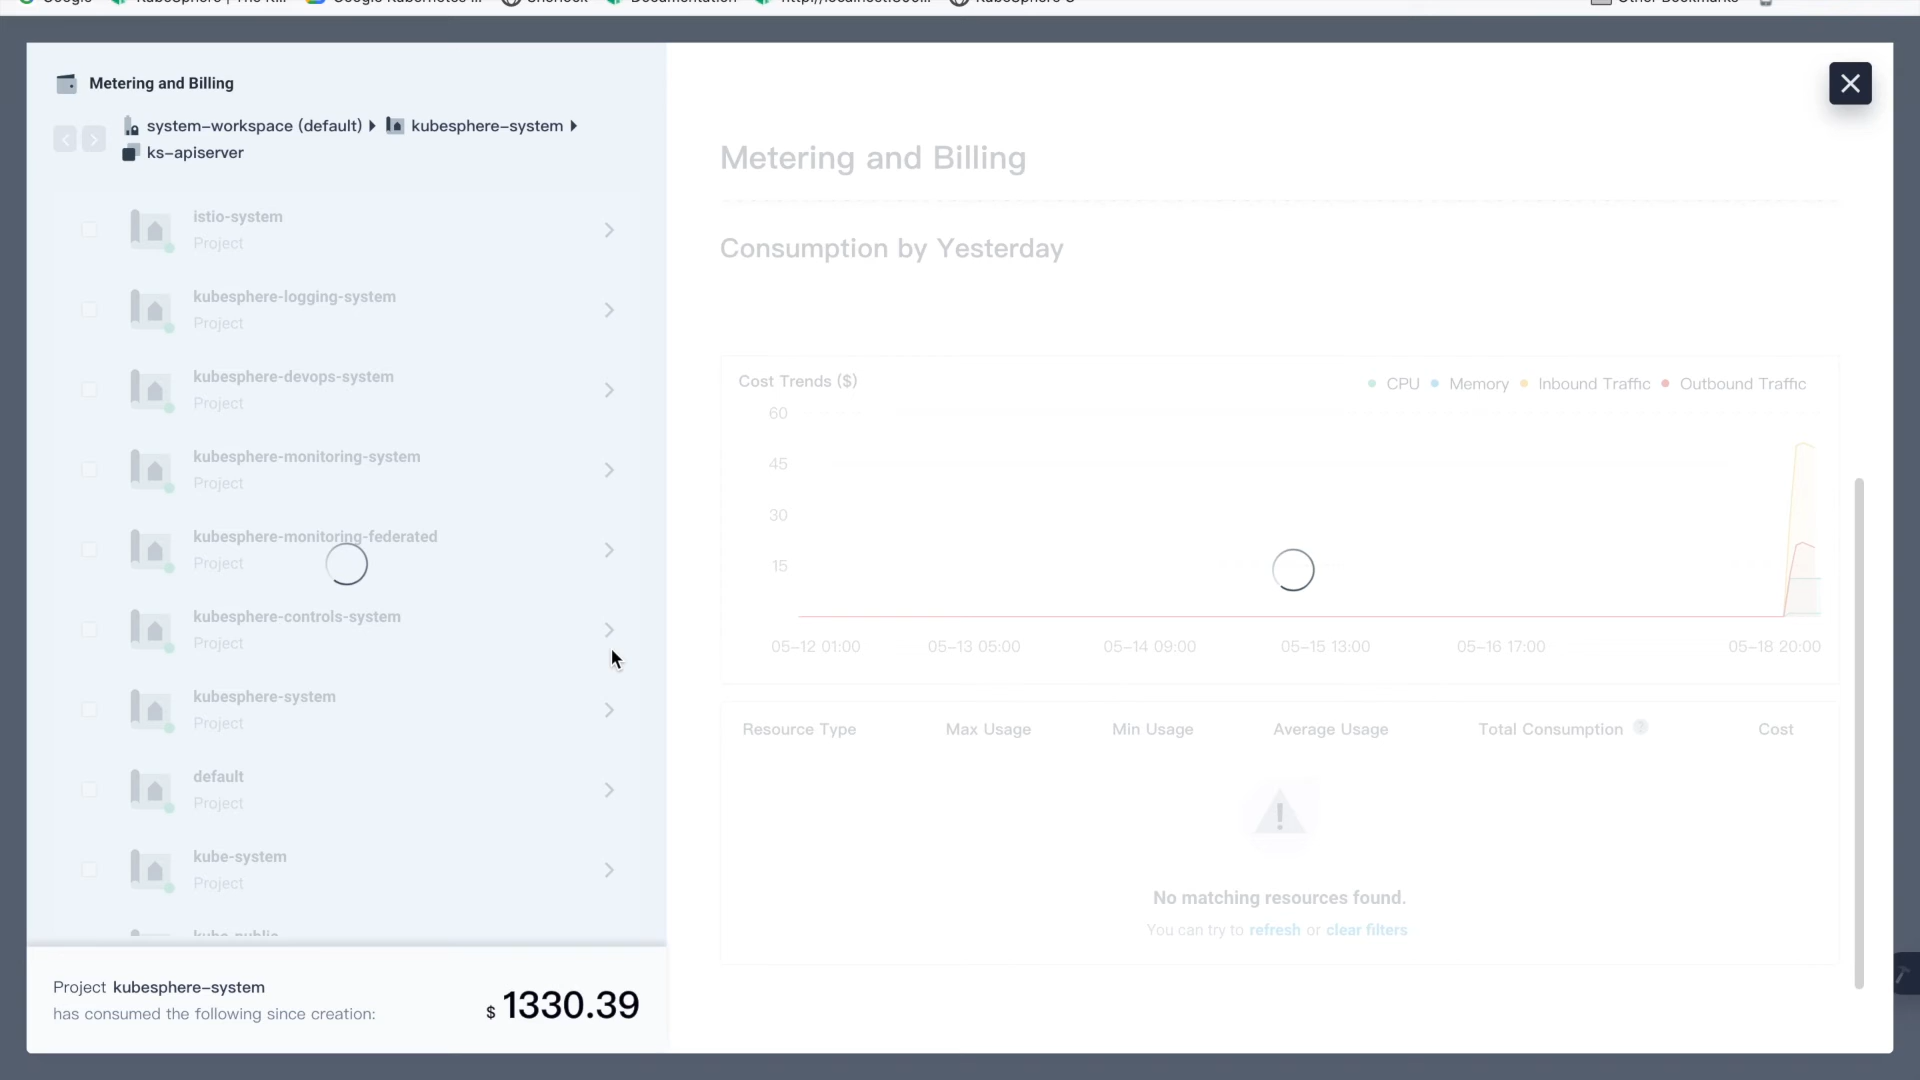 Metering and Billing
system-workspace (default)
kubesphere-system
ks-apiserver
istio-system
Project
kubesphere-logging-system
Project
kubesphere-devops-system
Project
kubesphere-monitoring-system
Project
kubesphere-monitoring-federated
Project
kubesphere-controls-system
Project
kubesphere-system
Project
default
Project
kube-system
Project
Project kubesphere-system
has consumed the following since creation:
$ 1330.39
Metering and Billing
Consumption by Yesterday
Cost Trends ($)
CPU Memory Inbound Traffic Outbound Traffic
60
45
30
15
05-12 01:00 05-13 05:00 05-14 09:00 05-15 13:00 05-16 17:00 05-18 20:00
Resource Type Max Usage Min Usage Average Usage Total Consumption ? Cost
No matching resources found.
You can try to refresh or clear filters